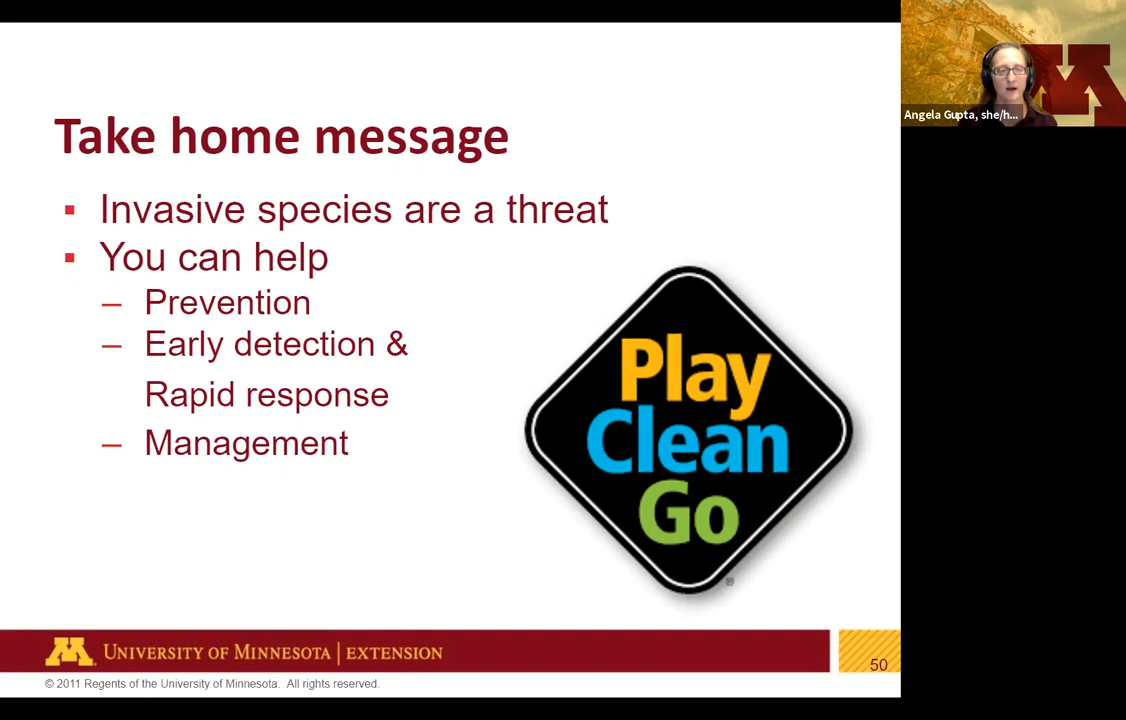 Take home message
▪ Invasive species are a threat
▪ You can help
– Prevention
– Early detection &
Rapid response
– Management
Play
Clean
Go
®
M
UNIVERSITY OF MINNESOTA | EXTENSION
50
© 2011 Regents of the University of Minnesota. All rights reserved.
M
Angela Gupta, she/h...